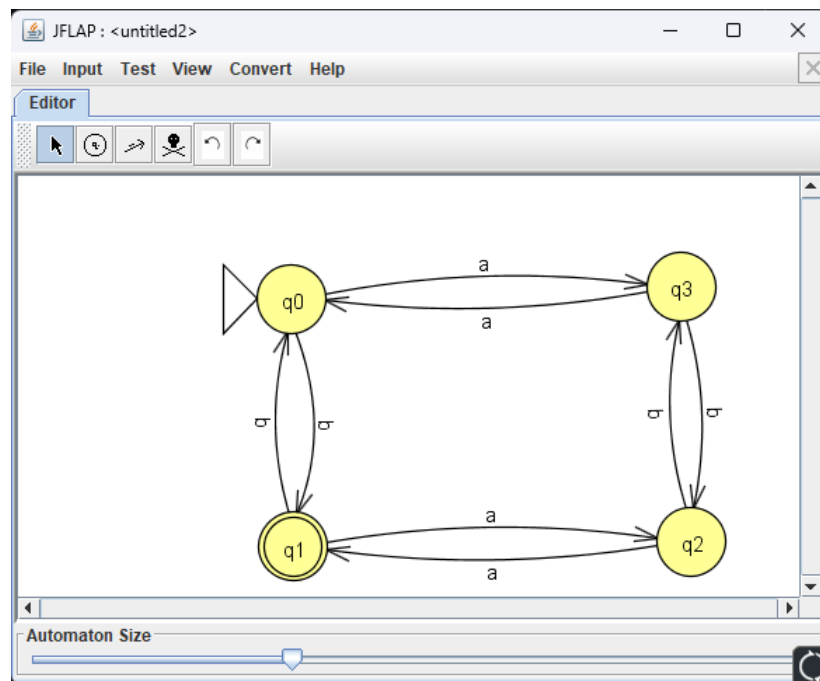 JFLAP : <untitled2>
File Input Test View Convert Help
Editor
q
a
q0
q3
a
b
b
b
b
a
q1
q2
a
Automaton Size